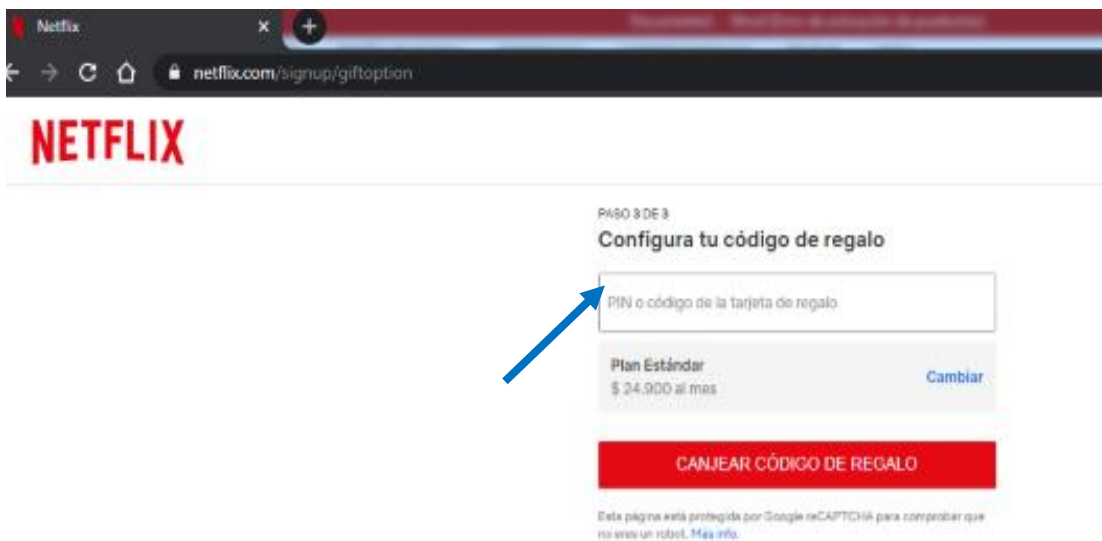 Netflix
netflix.com/signup/giftoption
NETFLIX
PASO 3 DE 3
Configura tu código de regalo
PIN o código de la tarjeta de regalo
Plan Estándar
$ 24.900 al mes
Cambiar
CANJEAR CÓDIGO DE REGALO
Esta página está protegida por Google reCAPTCHA para comprobar que
no eres un robot. Más info.